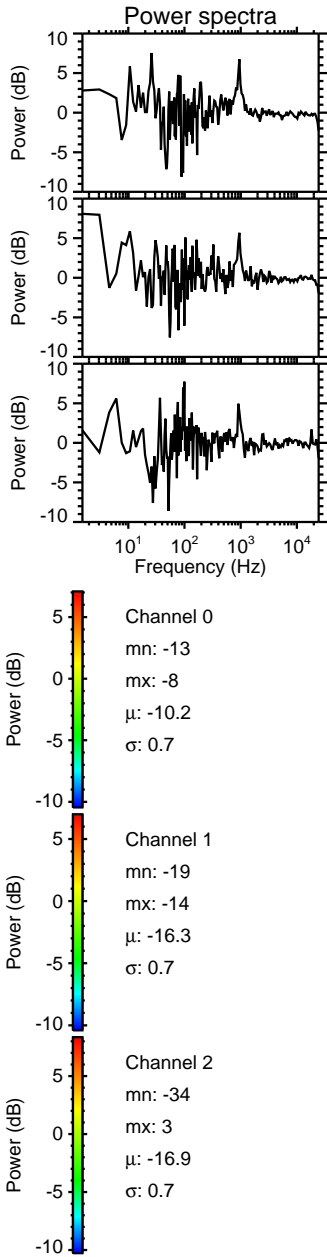 Power spectra
10
5
0
-5
-10
Power (dB)
10
5
0
-5
-10
Power (dB)
10
5
0
-5
-10
Power (dB)
10¹ 10² 10³ 10⁴
Frequency (Hz)
5
0
-5
-10
Power (dB)
Channel 0
mn: -13
mx: -8
μ: -10.2
σ: 0.7
5
0
-5
-10
Power (dB)
Channel 1
mn: -19
mx: -14
μ: -16.3
σ: 0.7
5
0
-5
-10
Power (dB)
Channel 2
mn: -34
mx: 3
μ: -16.9
σ: 0.7